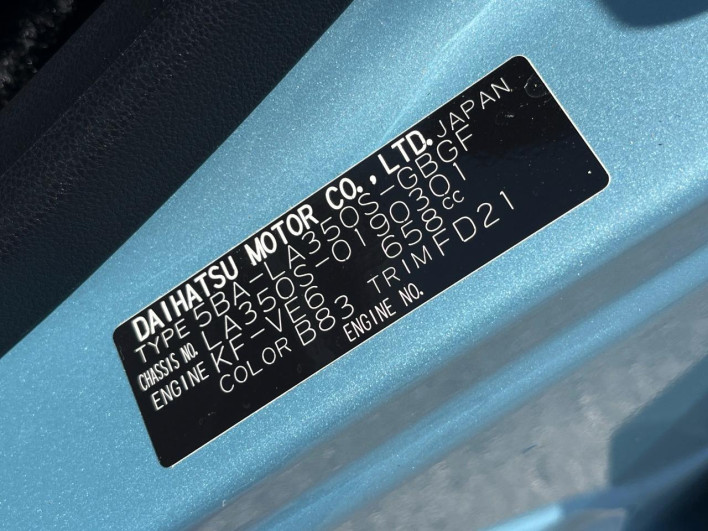 DAIHATSU MOTOR CO., LTD. JAPAN
TYPE 5BA-LA350S-GBGF
CHASSIS NO. LA350S-0190301
ENGINE KF-VE6 658cc
COLOR B83 TRIM FD21
ENGINE NO.